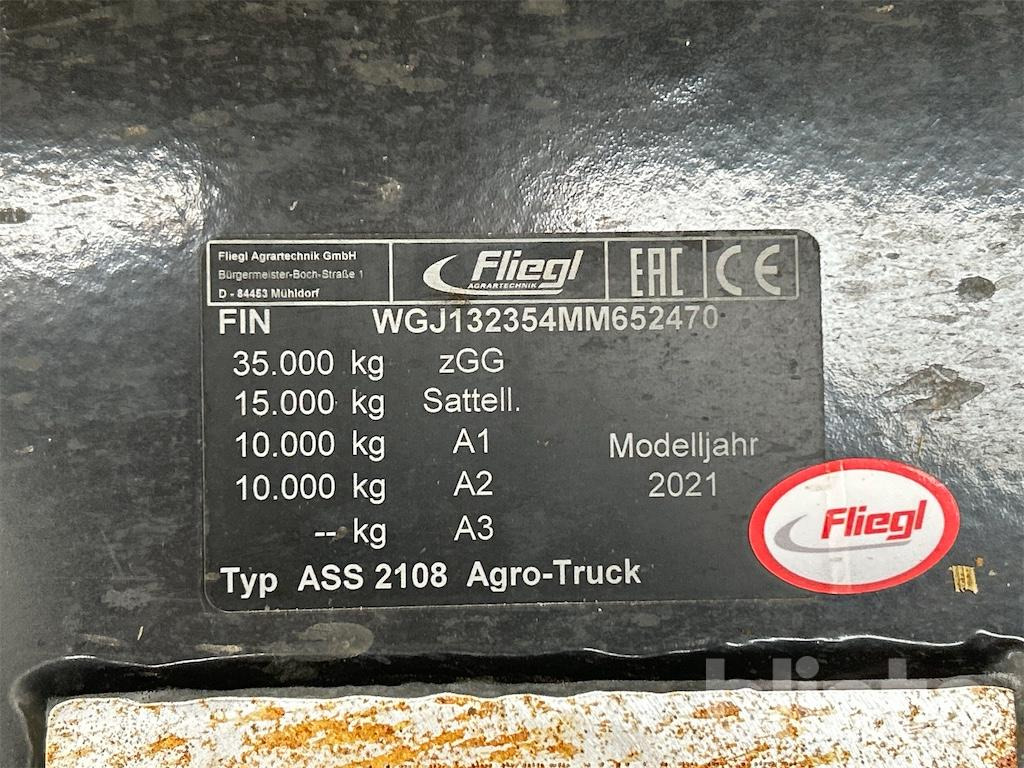 Fliegl Agrartechnik GmbH
Bürgermeister-Boch-Straße 1
D - 84453 Mühldorf
Fliegl
AGRARTECHNIK
EAC
CE
FIN WGJ132354MM652470
35.000 kg zGG
15.000 kg Sattell.
10.000 kg A1
10.000 kg A2
-- kg A3
Modelljahr
2021
Typ ASS 2108 Agro-Truck
Fliegl